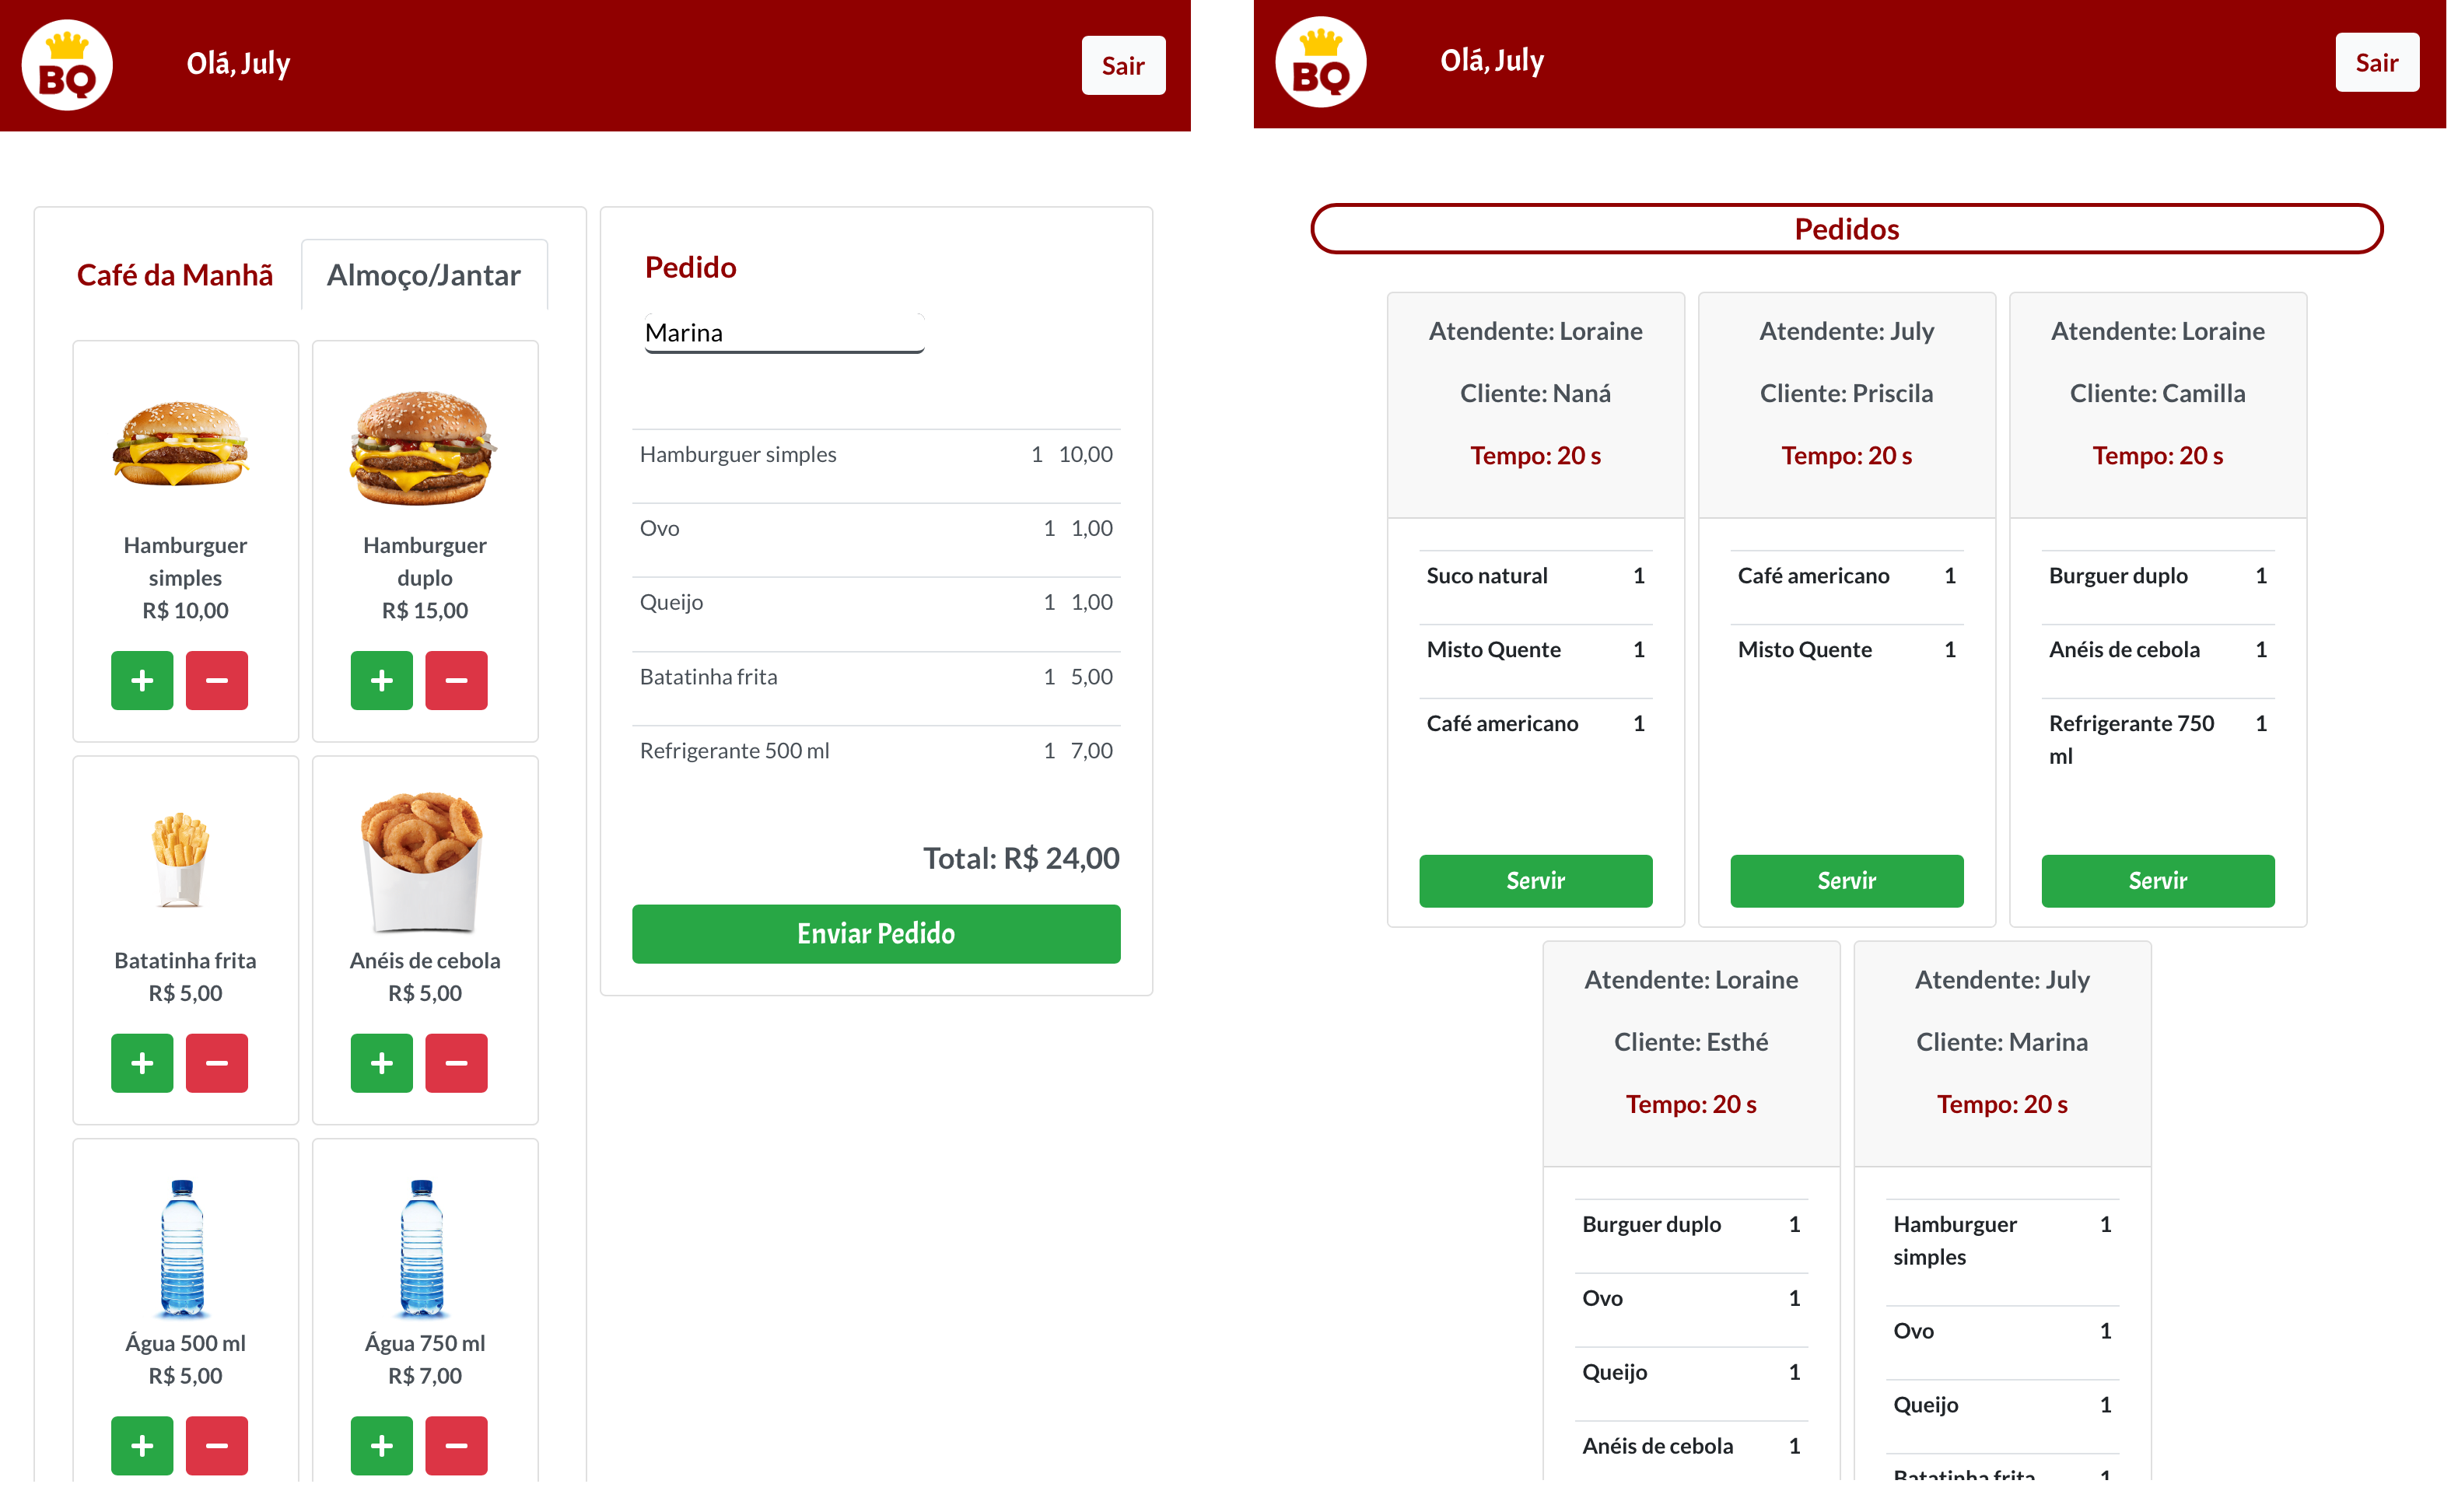 BQ
Olá, July
Sair
Café da Manhã
Almoço/Jantar
Hamburguer
simples
R$ 10,00
+ −
Hamburguer
duplo
R$ 15,00
+ −
Batatinha frita
R$ 5,00
+ −
Anéis de cebola
R$ 5,00
+ −
Água 500 ml
R$ 5,00
+ −
Água 750 ml
R$ 7,00
+ −
Pedido
Marina
Hamburguer simples 1 10,00
Ovo 1 1,00
Queijo 1 1,00
Batatinha frita 1 5,00
Refrigerante 500 ml 1 7,00
Total: R$ 24,00
Enviar Pedido
BQ
Olá, July
Sair
Pedidos
Atendente: Loraine
Cliente: Naná
Tempo: 20 s
Suco natural 1
Misto Quente 1
Café americano 1
Servir
Atendente: July
Cliente: Priscila
Tempo: 20 s
Café americano 1
Misto Quente 1
Servir
Atendente: Loraine
Cliente: Camilla
Tempo: 20 s
Burguer duplo 1
Anéis de cebola 1
Refrigerante 750 1
ml
Servir
Atendente: Loraine
Cliente: Esthé
Tempo: 20 s
Burguer duplo 1
Ovo 1
Queijo 1
Anéis de cebola 1
Atendente: July
Cliente: Marina
Tempo: 20 s
Hamburguer 1
simples
Ovo 1
Queijo 1
Batatinha frita 1